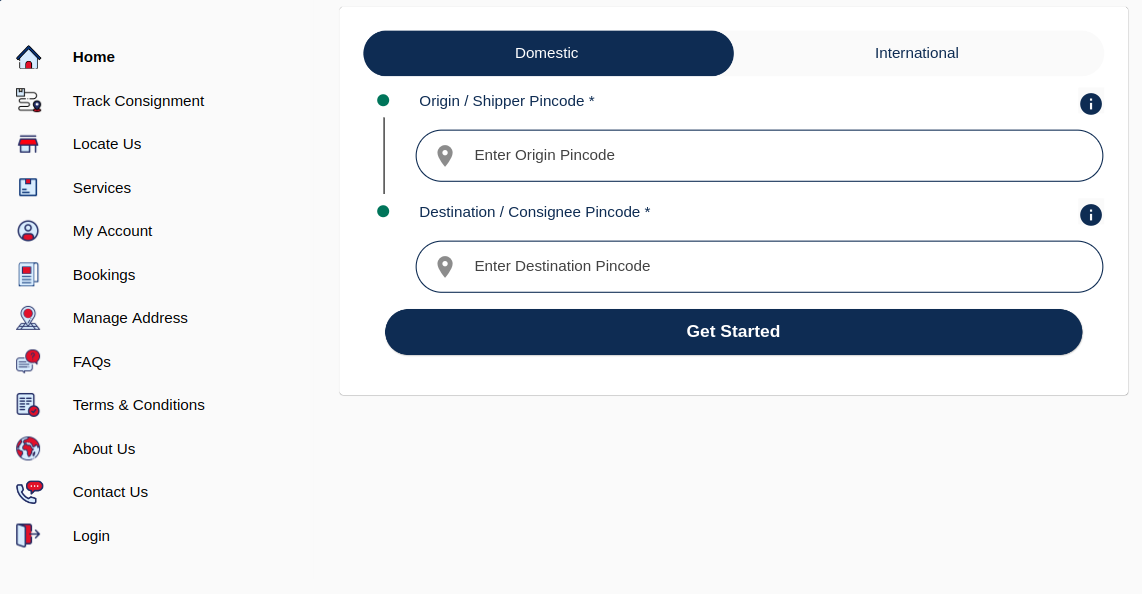 Home
Track Consignment
Locate Us
Services
My Account
Bookings
Manage Address
FAQs
Terms & Conditions
About Us
Contact Us
Login
Domestic
International
Origin / Shipper Pincode *
Enter Origin Pincode
Destination / Consignee Pincode *
Enter Destination Pincode
Get Started